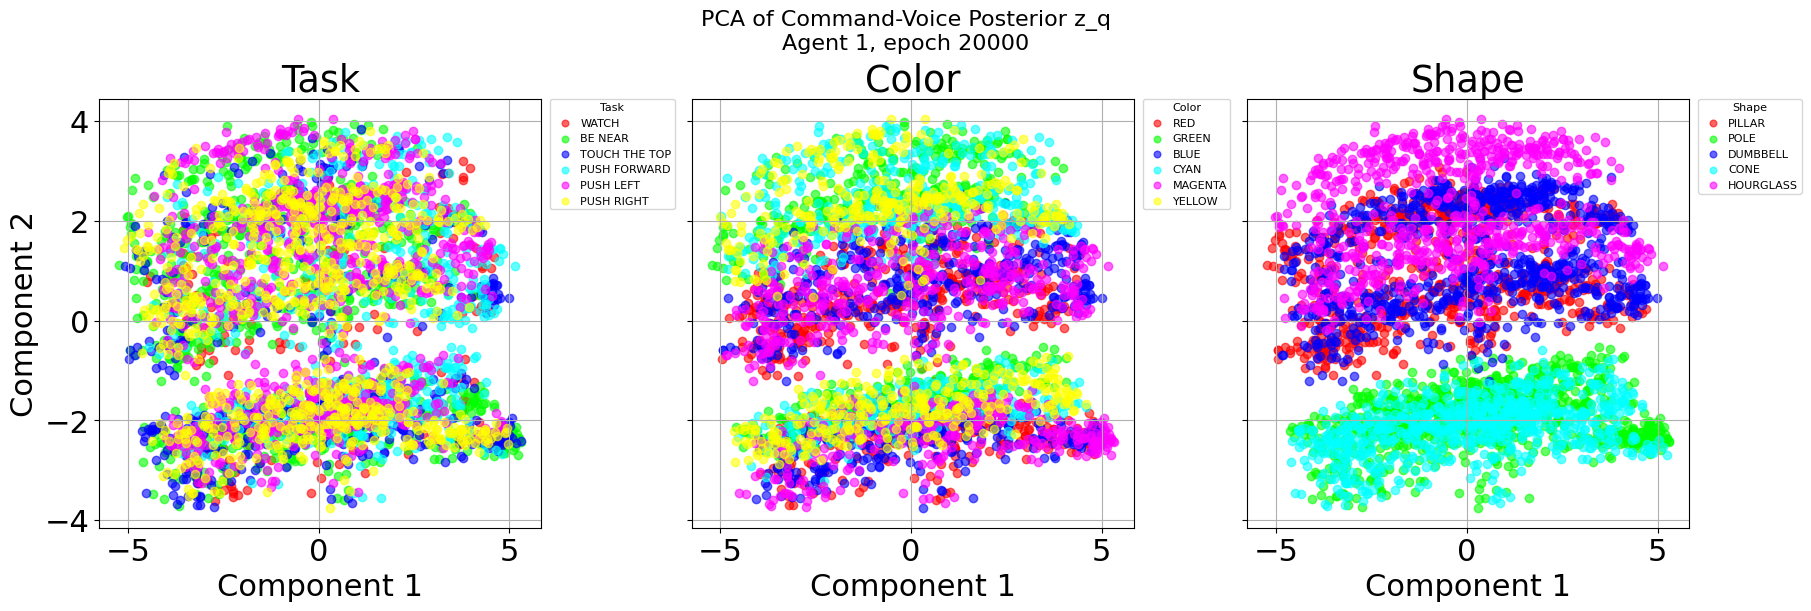 PCA of Command-Voice Posterior z_q
Agent 1, epoch 20000
Task
Component 2
4
2
0
−2
−4
−5
0
5
Component 1
Task
WATCH
BE NEAR
TOUCH THE TOP
PUSH FORWARD
PUSH LEFT
PUSH RIGHT
Color
−5
0
5
Component 1
Color
RED
GREEN
BLUE
CYAN
MAGENTA
YELLOW
Shape
−5
0
5
Component 1
Shape
PILLAR
POLE
DUMBBELL
CONE
HOURGLASS